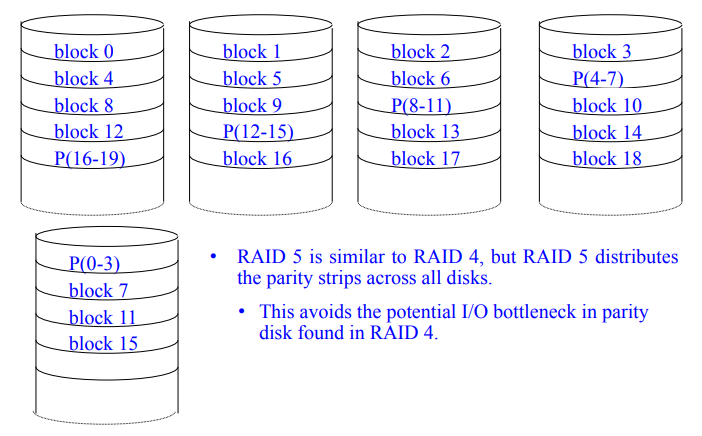 block 0
block 4
block 8
block 12
P(16-19)
block 1
block 5
block 9
P(12-15)
block 16
block 2
block 6
P(8-11)
block 13
block 17
block 3
P(4-7)
block 10
block 14
block 18
P(0-3)
block 7
block 11
block 15
• RAID 5 is similar to RAID 4, but RAID 5 distributes
the parity strips across all disks.
• This avoids the potential I/O bottleneck in parity
disk found in RAID 4.